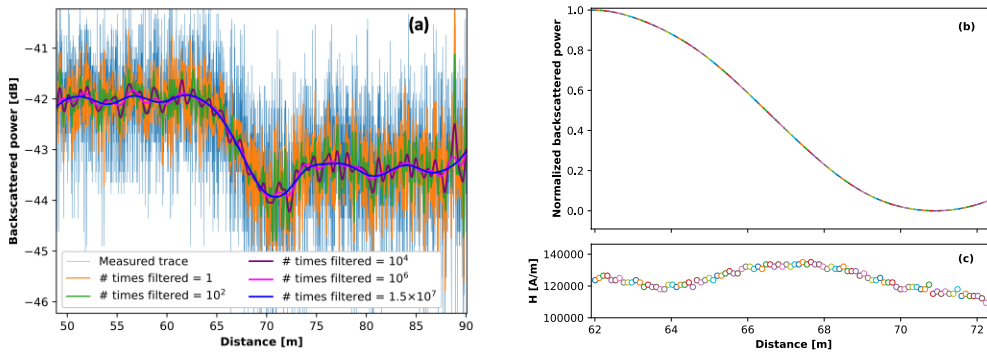 (a)
Backscattered power [dB]
−41
−42
−43
−44
−45
−46
Measured trace
# times filtered = 1
# times filtered = 10²
# times filtered = 10⁴
# times filtered = 10⁶
# times filtered = 1.5×10⁷
50 55 60 65 70 75 80 85 90
Distance [m]
(b)
Normalized backscattered power
1.0
0.8
0.6
0.4
0.2
0.0
(c)
H [A/m]
140000
120000
100000
62 64 66 68 70 72
Distance [m]